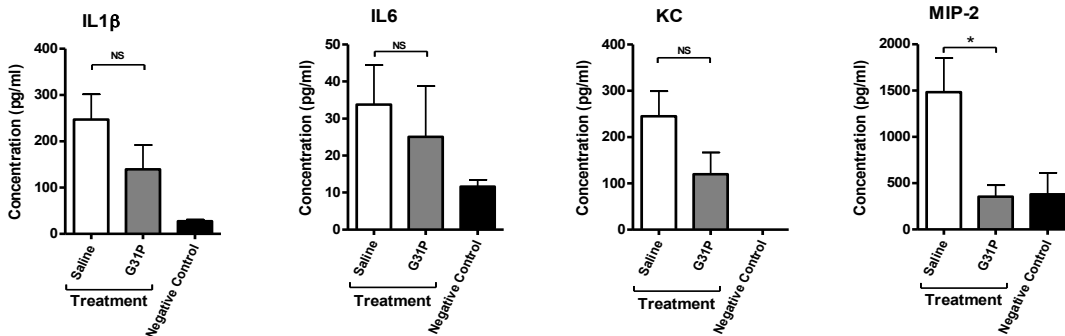 IL1β
Concentration (pg/ml)
400
300
200
100
0
NS
Saline
G31P
Negative Control
Treatment
IL6
Concentration (pg/ml)
50
40
30
20
10
0
NS
Saline
G31P
Negative Control
Treatment
KC
Concentration (pg/ml)
400
300
200
100
0
NS
Saline
G31P
Negative Control
Treatment
MIP-2
Concentration (pg/ml)
2000
1500
1000
500
0
*
Saline
G31P
Negative Control
Treatment